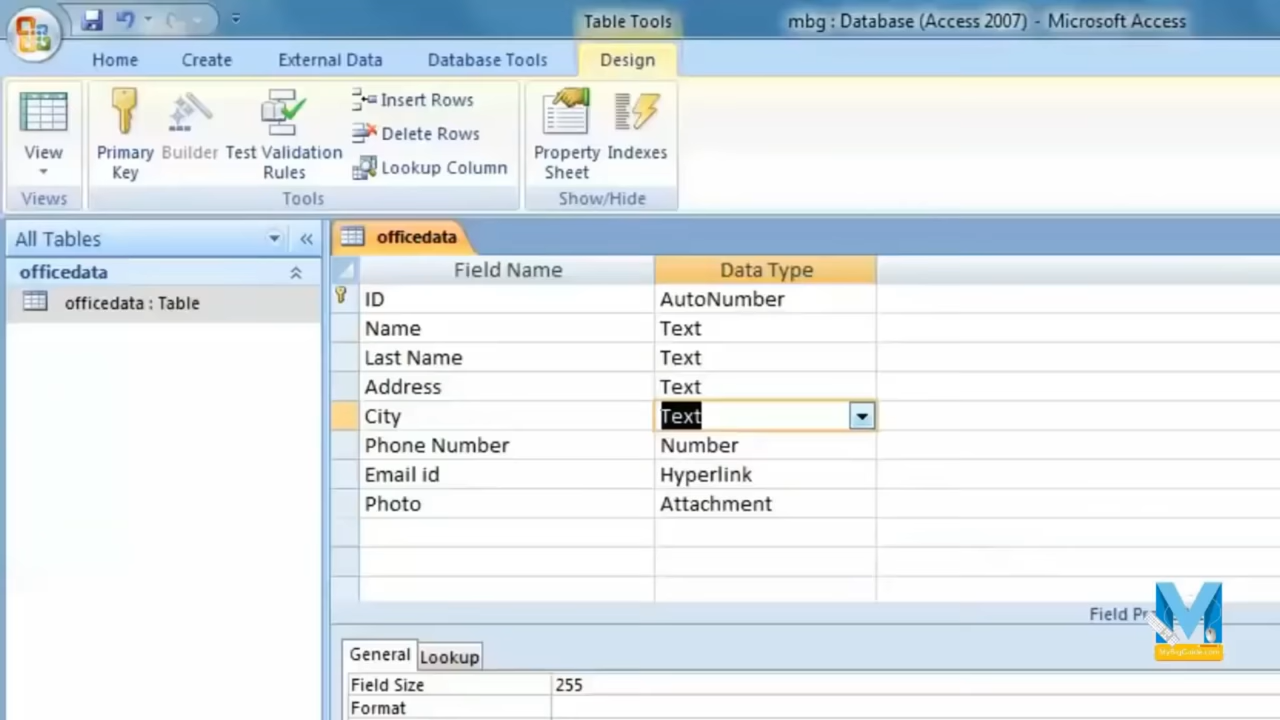 Table Tools
mbg : Database (Access 2007) - Microsoft Access
Home Create External Data Database Tools Design
View
Primary Key
Builder
Test Validation Rules
Insert Rows
Delete Rows
Lookup Column
Property Sheet
Indexes
Views Tools Show/Hide
All Tables
officedata
officedata : Table
officedata
Field Name Data Type
ID AutoNumber
Name Text
Last Name Text
Address Text
City Text
Phone Number Number
Email id Hyperlink
Photo Attachment
Field
General Lookup
Field Size 255
Format
MyBigGuide.com